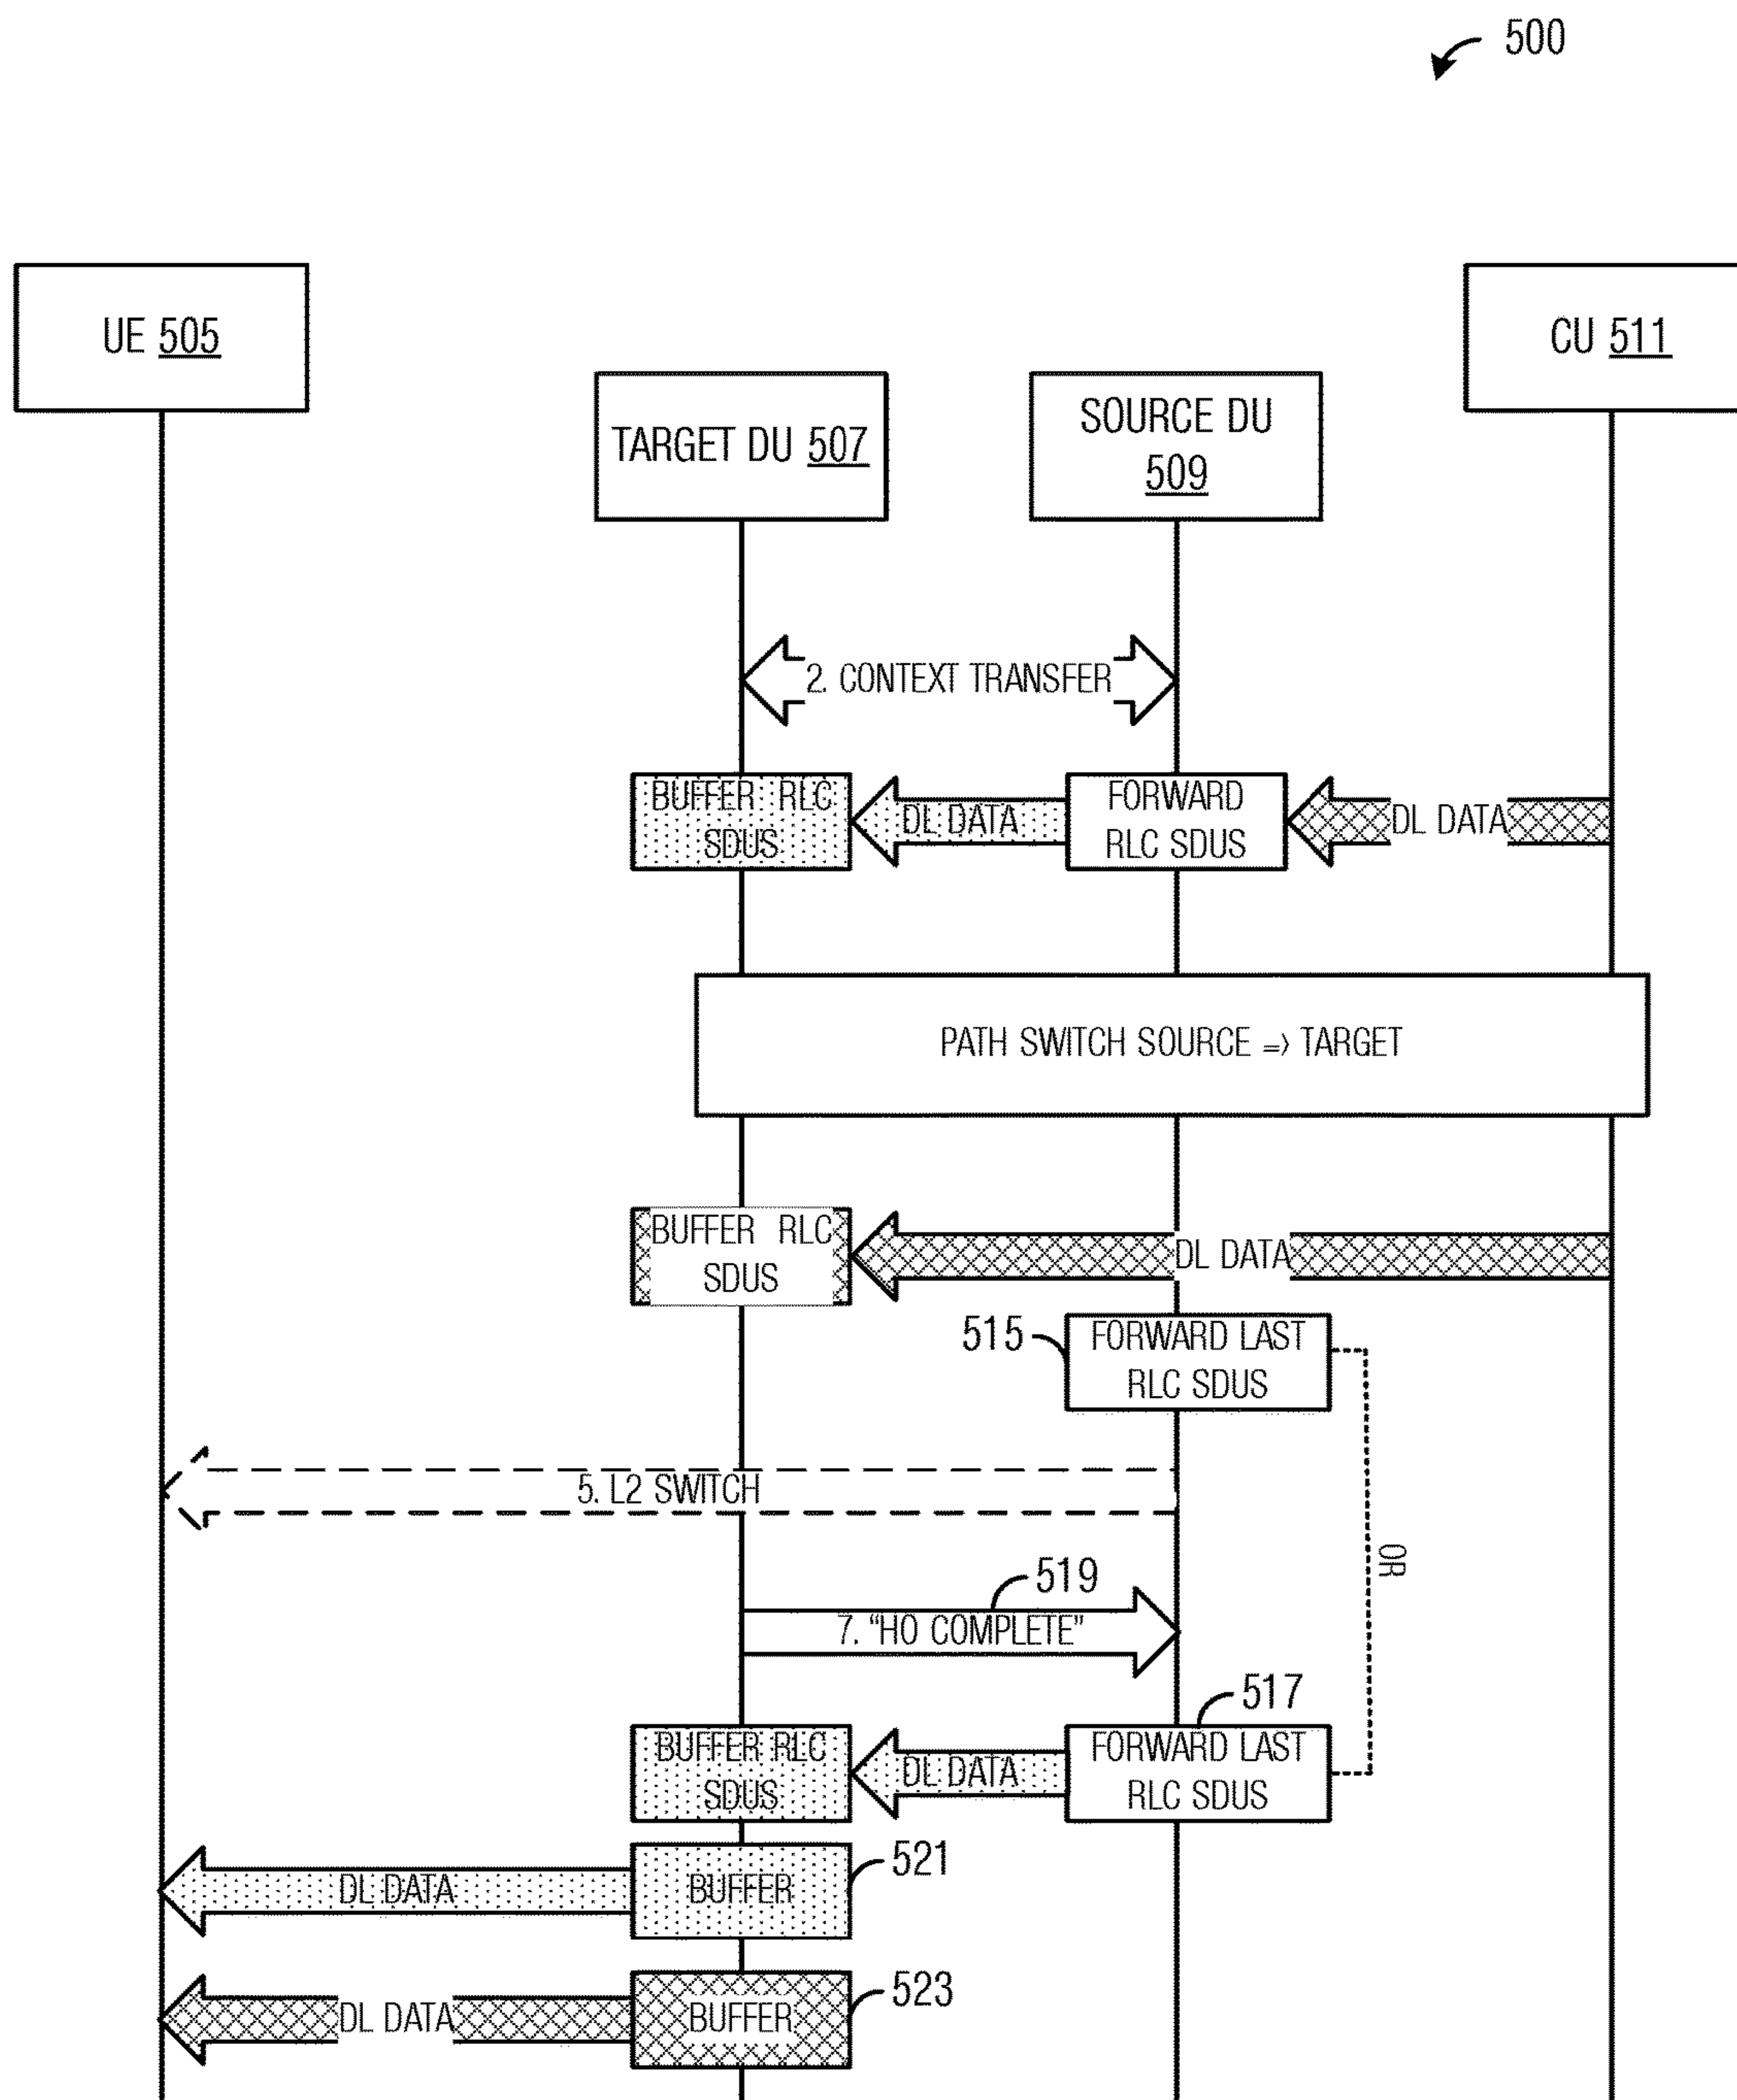 500
UE 505
CU 511
TARGET DU 507
SOURCE DU
509
2. CONTEXT TRANSFER
BUFFER RLC
SDUS
DL DATA
FORWARD
RLC SDUS
DL DATA
PATH SWITCH SOURCE => TARGET
BUFFER RLC
SDUS
DL DATA
515
FORWARD LAST
RLC SDUS
5. L2 SWITCH
OR
519
7. “HO COMPLETE”
517
BUFFER RLC
SDUS
DL DATA
FORWARD LAST
RLC SDUS
521
DL DATA
BUFFER
523
DL DATA
BUFFER